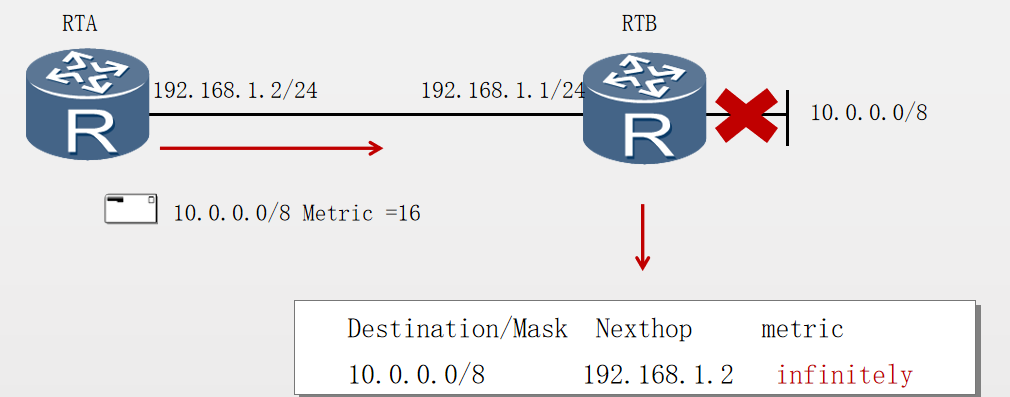 RTA
RTB
192.168.1.2/24
192.168.1.1/24
10.0.0.0/8
R
R
10.0.0.0/8 Metric =16
Destination/Mask Nexthop metric
10.0.0.0/8 192.168.1.2 infinitely